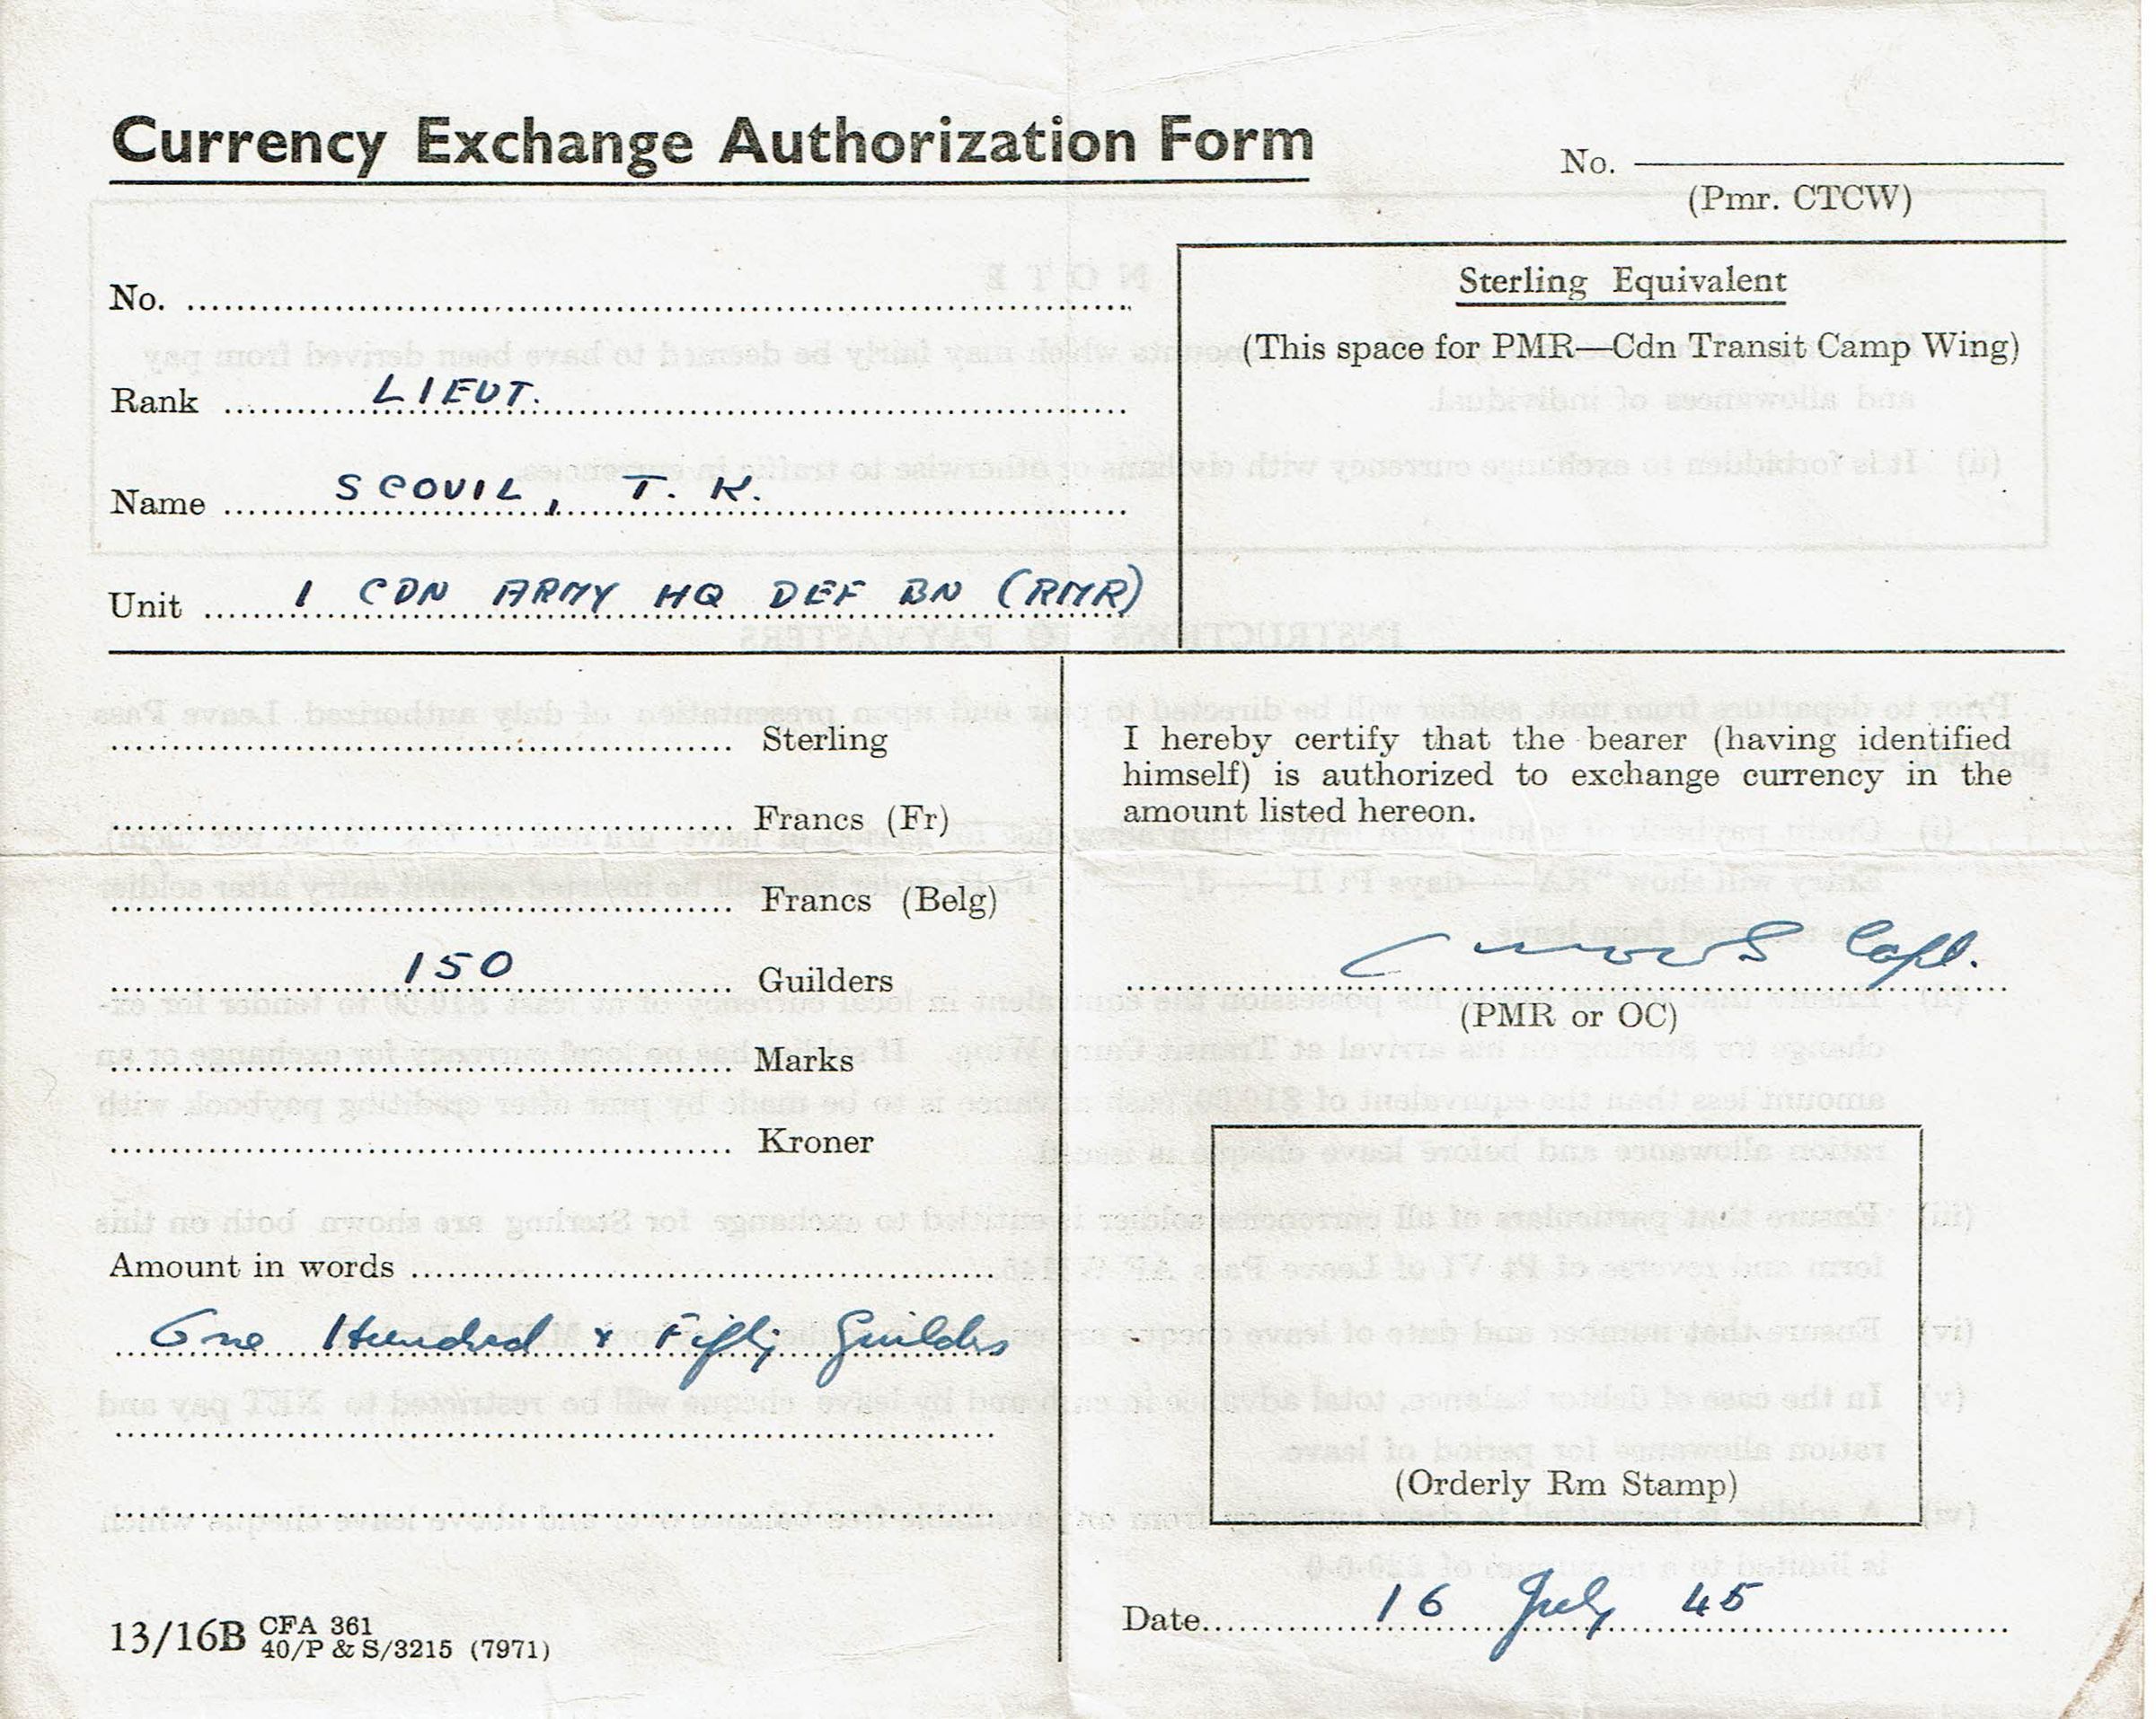 Currency Exchange Authorization Form
No.
(Pmr. CTCW)
No.
Rank LIEUT.
Name SCOVIL, T. K.
Unit 1 CDN ARMY HQ DEF BN (RMR)
Sterling Equivalent
(This space for PMR—Cdn Transit Camp Wing)
Sterling
Francs (Fr)
Francs (Belg)
150 Guilders
Marks
Kroner
Amount in words
One Hundred & Fifty Guilders
13/16B CFA 361
40/P & S/3215 (7971)
I hereby certify that the bearer (having identified
himself) is authorized to exchange currency in the
amount listed hereon.
Capt.
(PMR or OC)
(Orderly Rm Stamp)
Date 16 July 45